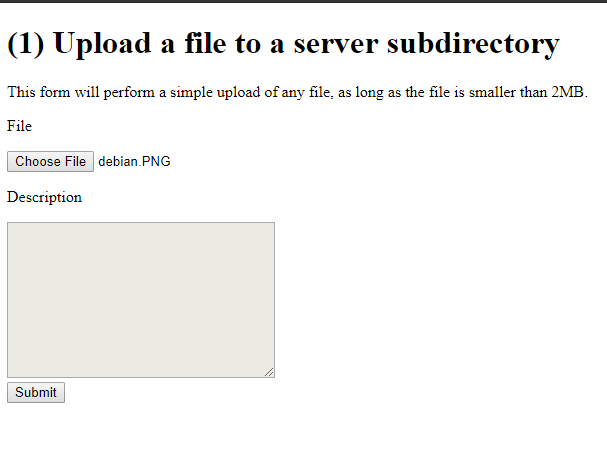 (1) Upload a file to a server subdirectory
This form will perform a simple upload of any file, as long as the file is smaller than 2MB.
File
Choose File debian.PNG
Description
Submit